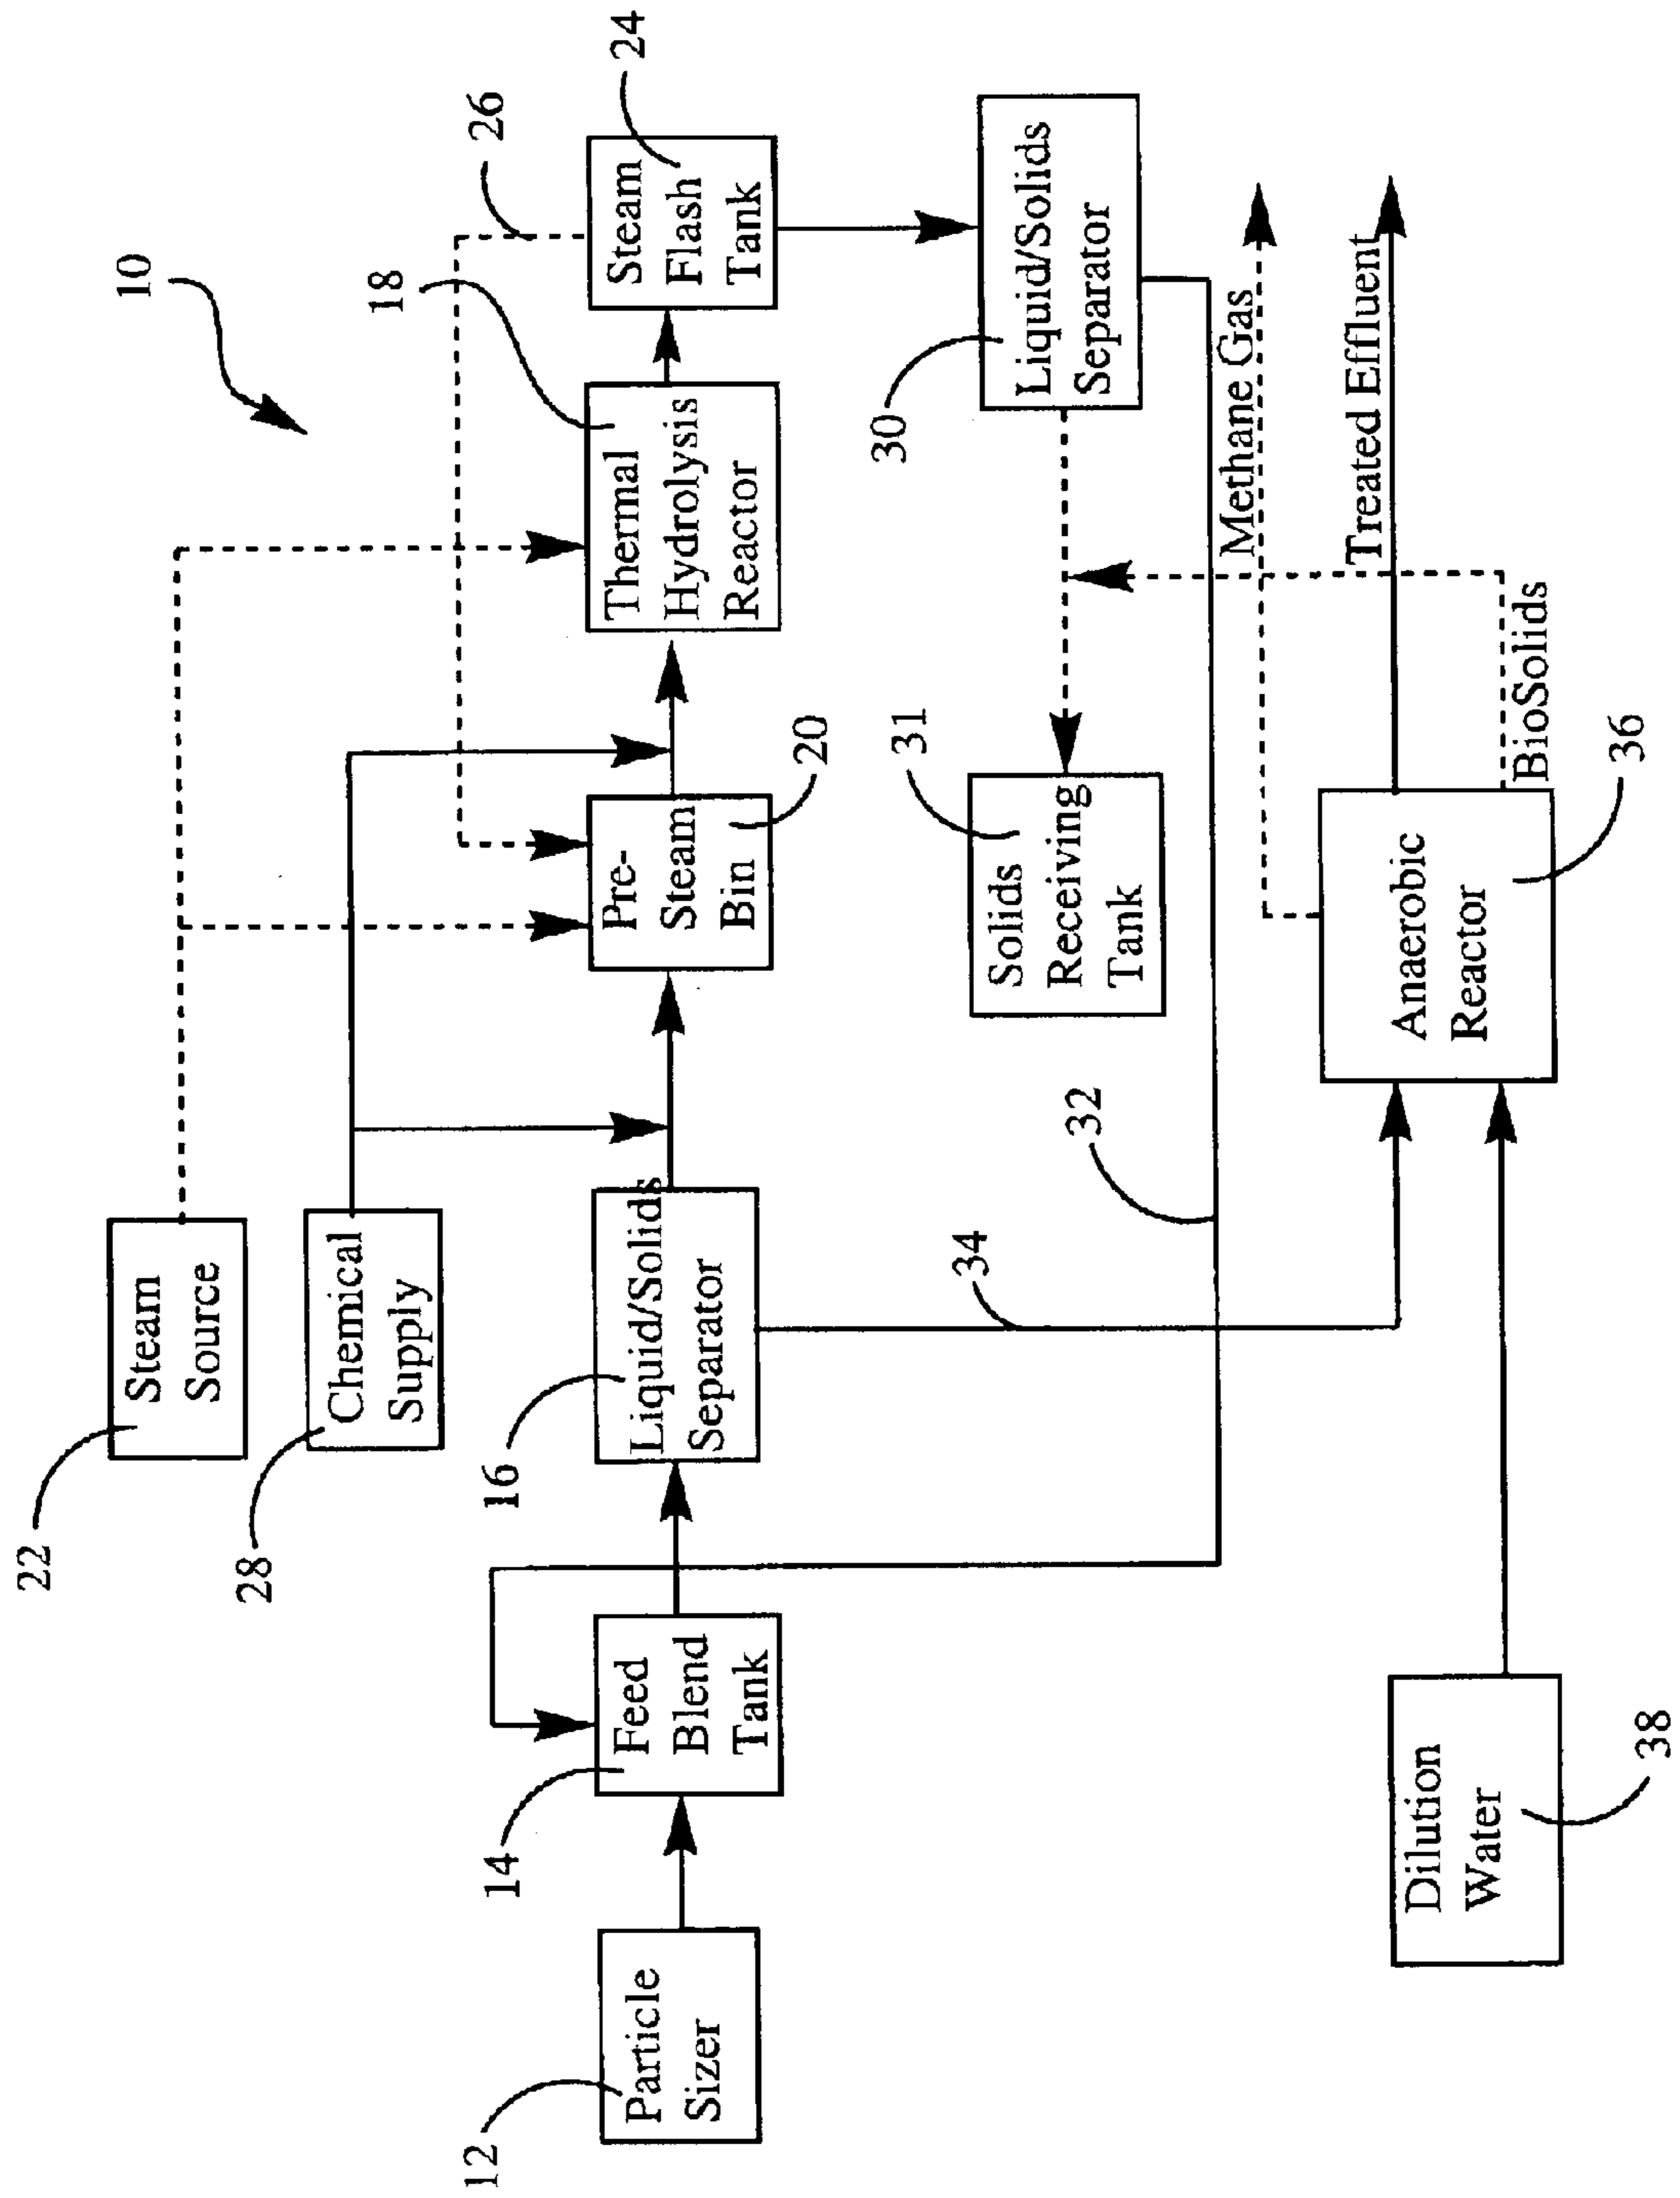 10
22
Steam
Source
28
Chemical
Supply
26
24
18
12
Particle
Sizer
14
Feed
Blend
Tank
16
Liquid/Solids
Separator
Pre-
Steam
Bin
20
Thermal
Hydrolysis
Reactor
Steam
Flash
Tank
31
Solids
Receiving
Tank
30
Liquid/Solids
Separator
34
32
Methane Gas
Treated Effluent
BioSolids
Anaerobic
Reactor
36
Dilution
Water
38